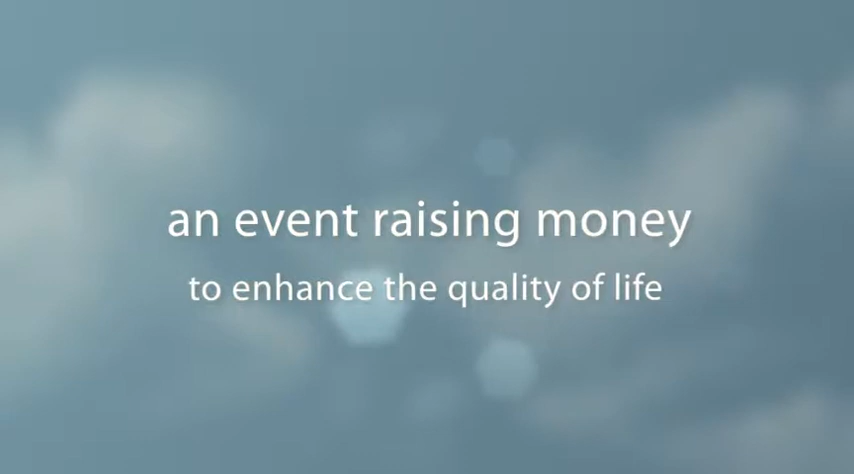 an event raising money
to enhance the quality of life